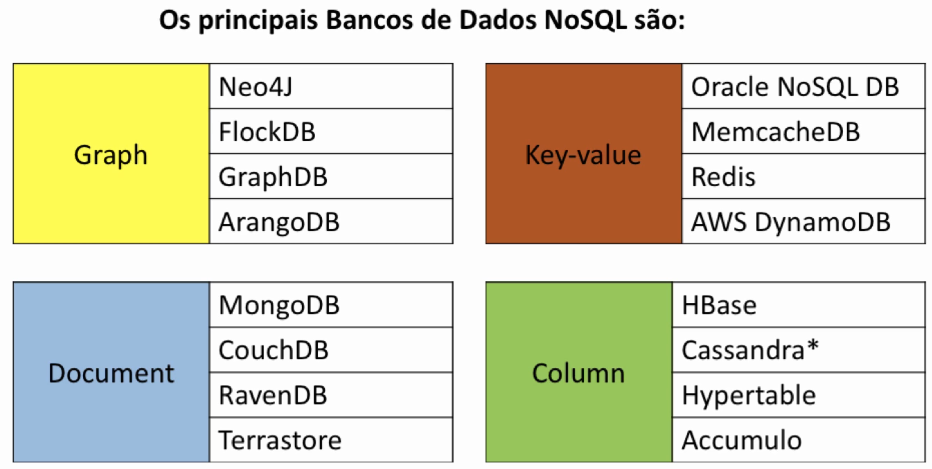 Os principais Bancos de Dados NoSQL são:
Graph
Neo4J
FlockDB
GraphDB
ArangoDB
Key-value
Oracle NoSQL DB
MemcacheDB
Redis
AWS DynamoDB
Document
MongoDB
CouchDB
RavenDB
Terrastore
Column
HBase
Cassandra*
Hypertable
Accumulo